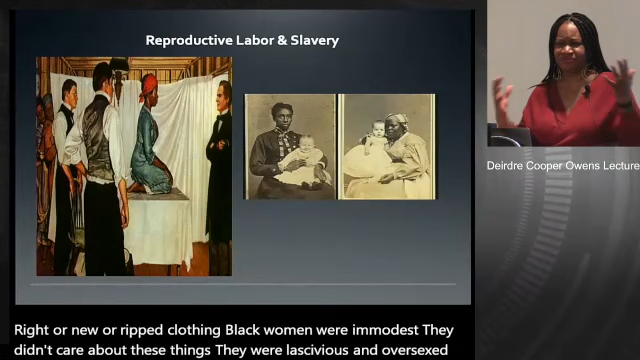 Reproductive Labor & Slavery
Deirdre Cooper Owens Lecture
Right or new or ripped clothing Black women were immodest They
didn't care about these things They were lascivious and oversexed